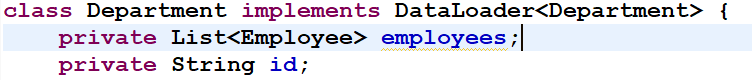 class Department implements DataLoader<Department> {
    private List<Employee> employees;
    private String id;